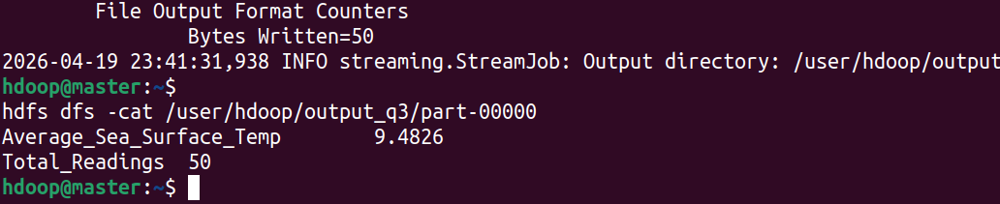 File Output Format Counters
Bytes Written=50
2026-04-19 23:41:31,938 INFO streaming.StreamJob: Output directory: /user/hdoop/output
hdoop@master:~$
hdfs dfs -cat /user/hdoop/output_q3/part-00000
Average_Sea_Surface_Temp 9.4826
Total_Readings 50
hdoop@master:~$